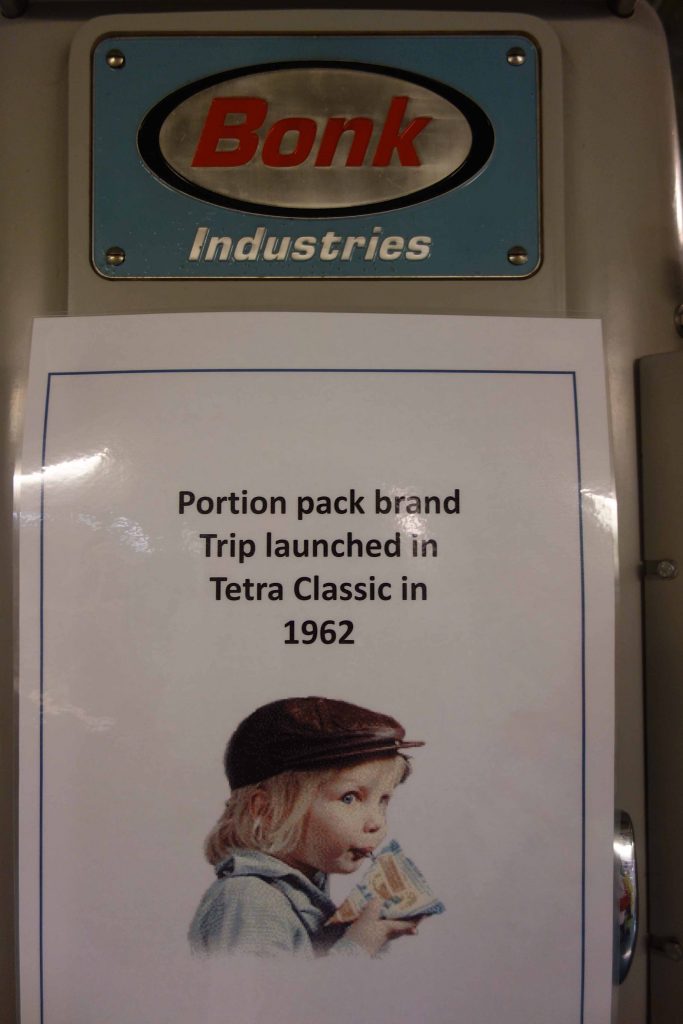 Bonk
Industries
Portion pack brand
Trip launched in
Tetra Classic in
1962